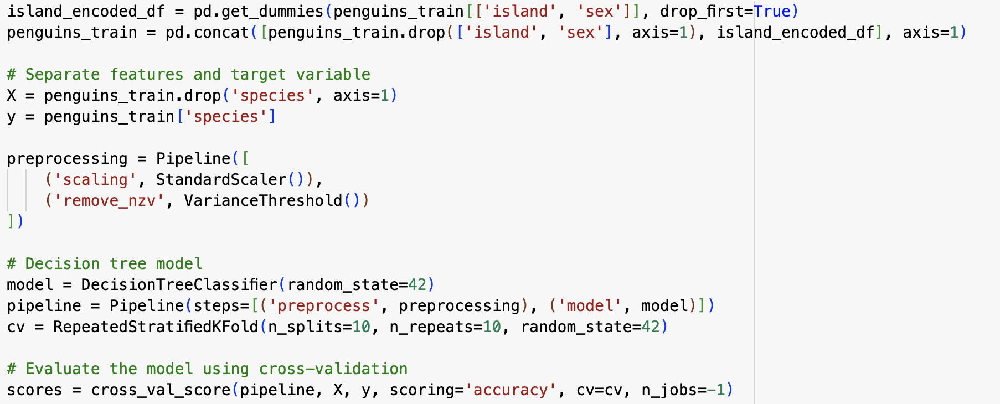 island_encoded_df = pd.get_dummies(penguins_train[['island', 'sex']], drop_first=True)
penguins_train = pd.concat([penguins_train.drop(['island', 'sex'], axis=1), island_encoded_df], axis=1)

# Separate features and target variable
X = penguins_train.drop('species', axis=1)
y = penguins_train['species']

preprocessing = Pipeline([
    ('scaling', StandardScaler()),
    ('remove_nzv', VarianceThreshold())
])

# Decision tree model
model = DecisionTreeClassifier(random_state=42)
pipeline = Pipeline(steps=[('preprocess', preprocessing), ('model', model)])
cv = RepeatedStratifiedKFold(n_splits=10, n_repeats=10, random_state=42)

# Evaluate the model using cross-validation
scores = cross_val_score(pipeline, X, y, scoring='accuracy', cv=cv, n_jobs=-1)